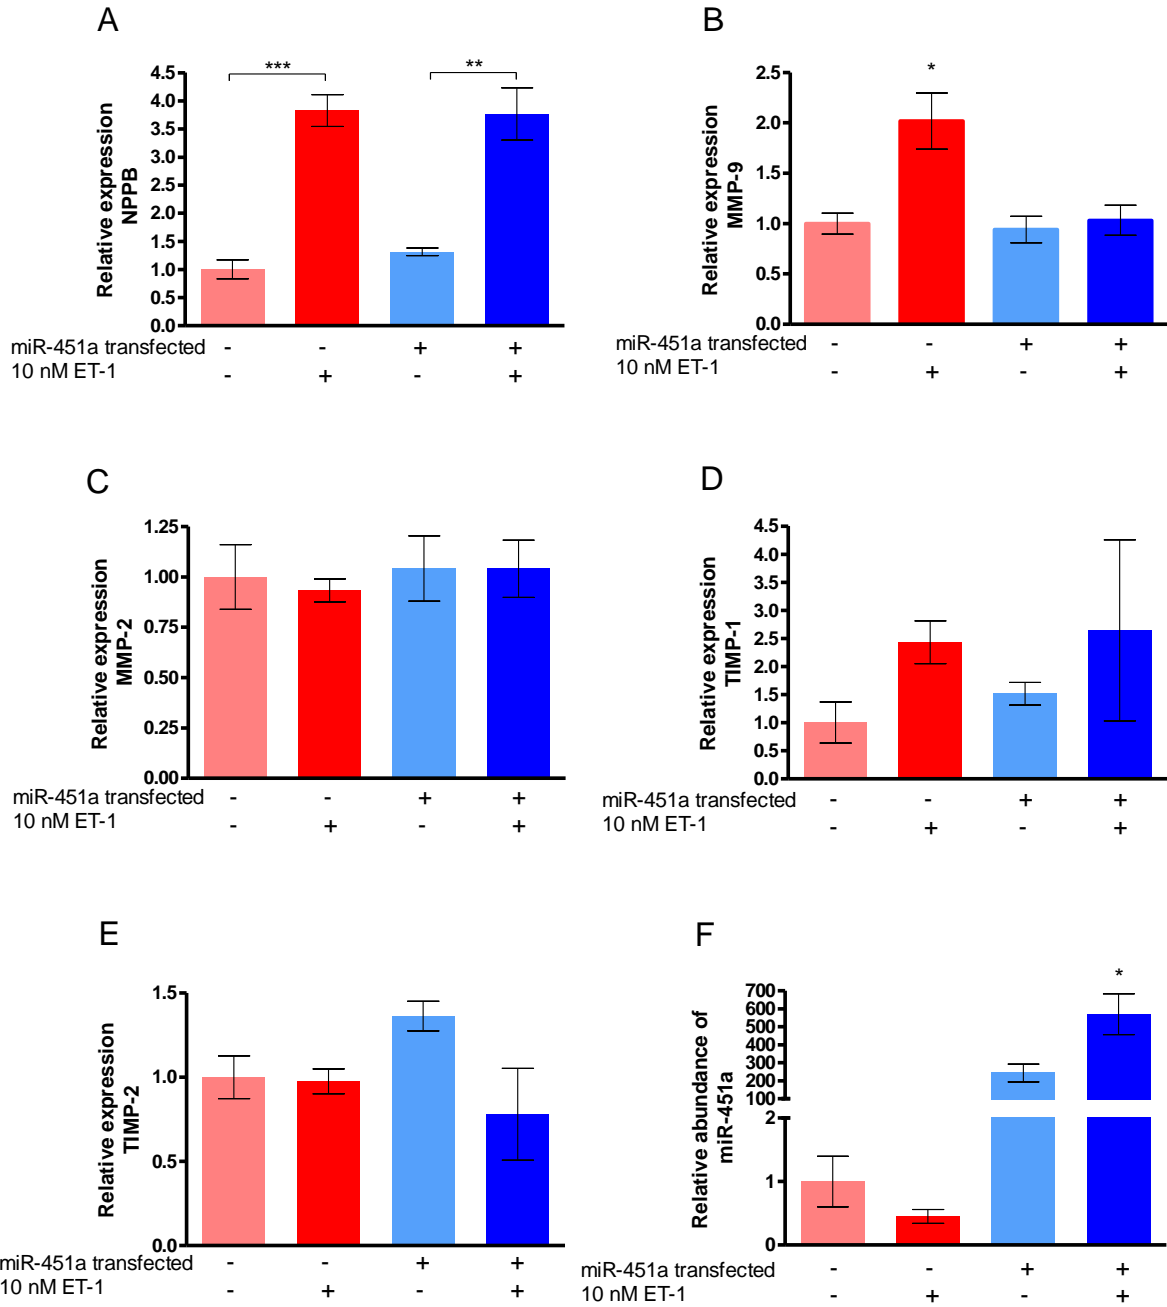 A
***
**
4.5
4.0
3.5
3.0
2.5
2.0
1.5
1.0
0.5
0.0
Relative expression
NPPB
miR-451a transfected - - + +
10 nM ET-1 - + - +
B
*
2.5
2.0
1.5
1.0
0.5
0.0
Relative expression
MMP-9
miR-451a transfected - - + +
10 nM ET-1 - + - +
C
1.25
1.00
0.75
0.50
0.25
0.00
Relative expression
MMP-2
miR-451a transfected - - + +
10 nM ET-1 - + - +
D
4.5
4.0
3.5
3.0
2.5
2.0
1.5
1.0
0.5
0.0
Relative expression
TIMP-1
miR-451a transfected - - + +
10 nM ET-1 - + - +
E
1.5
1.0
0.5
0.0
Relative expression
TIMP-2
miR-451a transfected - - + +
10 nM ET-1 - + - +
F
*
700
600
500
400
300
200
100
2
1
0
Relative abundance of
miR-451a
miR-451a transfected - - + +
10 nM ET-1 - + - +